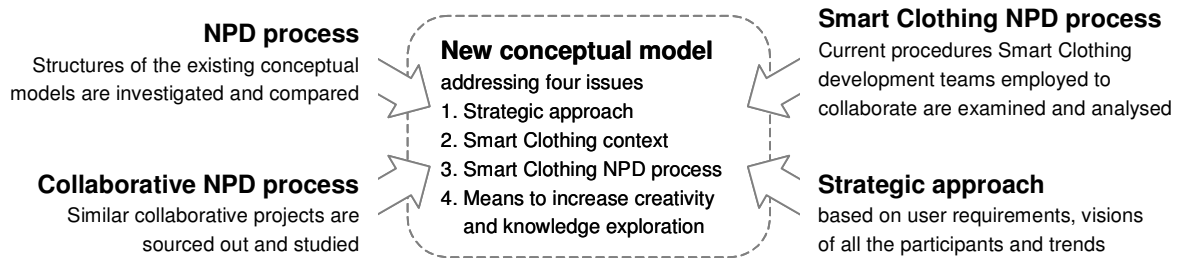 NPD process
Structures of the existing conceptual
models are investigated and compared
Collaborative NPD process
Similar collaborative projects are
sourced out and studied
New conceptual model
addressing four issues
1. Strategic approach
2. Smart Clothing context
3. Smart Clothing NPD process
4. Means to increase creativity
and knowledge exploration
Smart Clothing NPD process
Current procedures Smart Clothing
development teams employed to
collaborate are examined and analysed
Strategic approach
based on user requirements, visions
of all the participants and trends